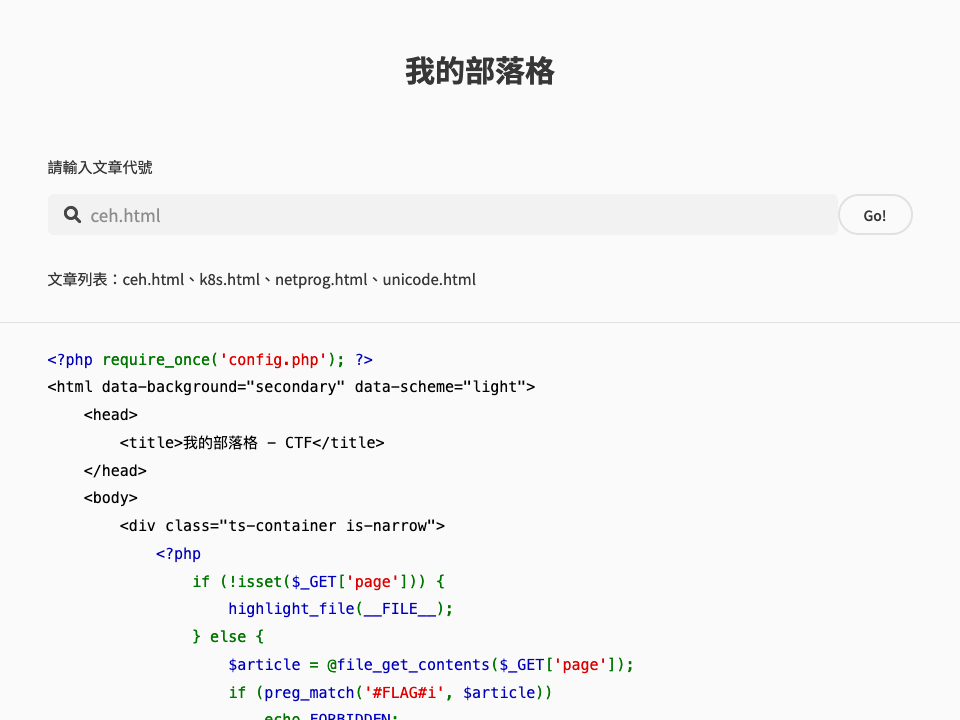 我的部落格
請輸入文章代號
ceh.html
Go!
文章列表：ceh.html、k8s.html、netprog.html、unicode.html
<?php require_once('config.php'); ?>
<html data-background="secondary" data-scheme="light">
    <head>
        <title>我的部落格 - CTF</title>
    </head>
    <body>
        <div class="ts-container is-narrow">
            <?php
                if (!isset($_GET['page'])) {
                    highlight_file(__FILE__);
                } else {
                    $article = @file_get_contents($_GET['page']);
                    if (preg_match('#FLAG#i', $article))
                        echo FORBIDDEN;